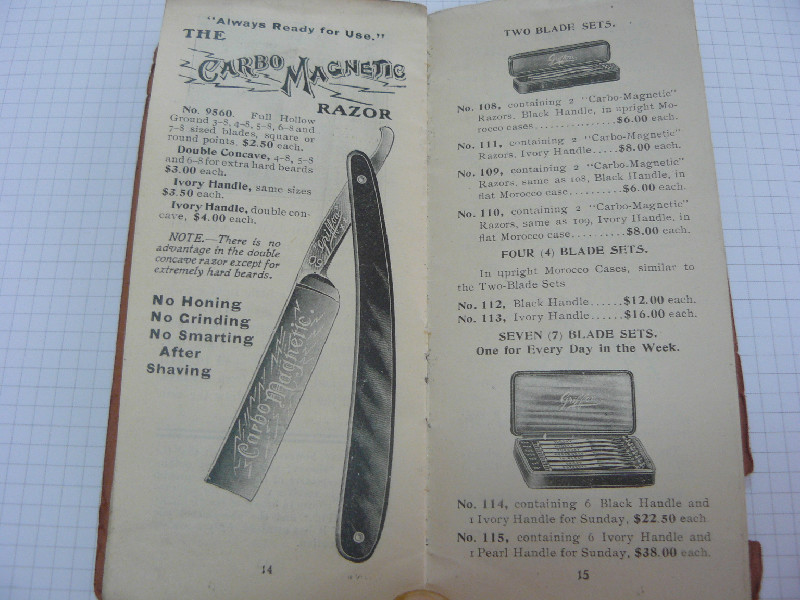 "Always Ready for Use."
THE
CARBO MAGNETIC
RAZOR
No. 9860. Full Hollow
Ground 3-8, 4-8, 5-8, 6-8 and
7-8 sized blades, square or
round points. $2.50 each.
Double Concave, 4-8, 5-8
and 6-8 for extra hard beards
$3.00 each.
Ivory Handle, same sizes
$3.50 each.
Ivory Handle, double con-
cave, $4.00 each.
NOTE.—There is no
advantage in the double
concave razor except for
extremely hard beards.
No Honing
No Grinding
No Smarting
After
Shaving
Griffon
Carbo Magnetic.
14
TWO BLADE SETS.
Griffon
No. 108, containing 2 "Carbo-Magnetic"
Razors, Black Handle, in upright Mo-
rocco cases................$6.00 each.
No. 111, containing 2 "Carbo-Magnetic"
Razors, Ivory Handle.....$8.00 each.
No. 109, containing 2 "Carbo-Magnetic"
Razors, same as 108, Black Handle, in
flat Morocco case..........$6.00 each.
No. 110, containing 2 "Carbo-Magnetic"
Razors, same as 109, Ivory Handle, in
flat Morocco case..........$8.00 each.
FOUR (4) BLADE SETS.
In upright Morocco Cases, similar to
the Two-Blade Sets
No. 112, Black Handle......$12.00 each.
No. 113, Ivory Handle......$16.00 each.
SEVEN (7) BLADE SETS.
One for Every Day in the Week.
Griffon
No. 114, containing 6 Black Handle and
1 Ivory Handle for Sunday, $22.50 each.
No. 115, containing 6 Ivory Handle and
1 Pearl Handle for Sunday, $38.00 each.
15